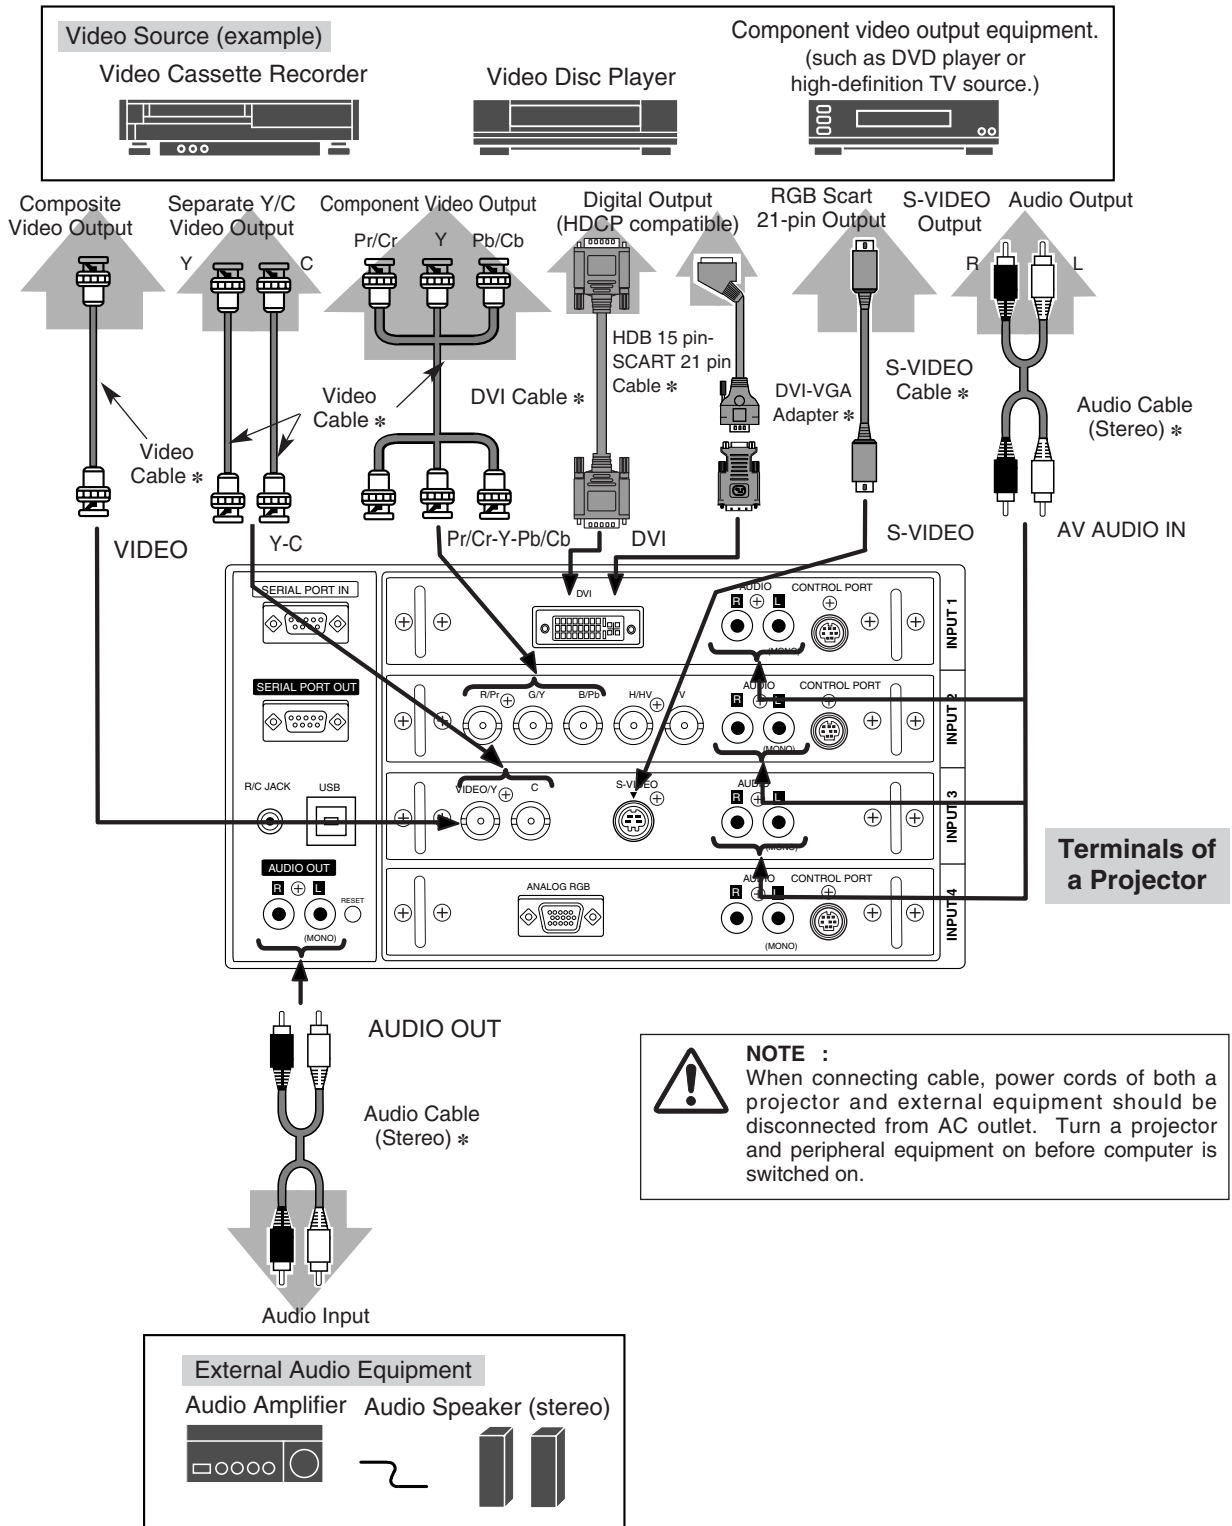 Video Source (example)
Video Cassette Recorder
Video Disc Player
Component video output equipment.
(such as DVD player or
high-definition TV source.)
Composite
Video Output
Separate Y/C
Video Output
Y
C
Component Video Output
Pr/Cr
Y
Pb/Cb
Digital Output
(HDCP compatible)
RGB Scart
21-pin Output
S-VIDEO
Output
Audio Output
R
L
Video
Cable *
Video
Cable *
DVI Cable *
HDB 15 pin-
SCART 21 pin
Cable *
DVI-VGA
Adapter *
S-VIDEO
Cable *
Audio Cable
(Stereo) *
VIDEO
Y-C
Pr/Cr-Y-Pb/Cb
DVI
S-VIDEO
AV AUDIO IN
SERIAL PORT IN
SERIAL PORT OUT
R/C JACK
USB
AUDIO OUT
R
L
RESET
(MONO)
DVI
AUDIO
R
L
(MONO)
CONTROL PORT
INPUT 1
R/Pr
G/Y
B/Pb
H/HV
V
AUDIO
R
L
(MONO)
CONTROL PORT
INPUT 2
VIDEO/Y
C
S-VIDEO
AUDIO
R
L
(MONO)
INPUT 3
ANALOG RGB
AUDIO
R
L
(MONO)
CONTROL PORT
INPUT 4
Terminals of
a Projector
AUDIO OUT
Audio Cable
(Stereo) *
Audio Input
NOTE :
When connecting cable, power cords of both a
projector and external equipment should be
disconnected from AC outlet. Turn a projector
and peripheral equipment on before computer is
switched on.
External Audio Equipment
Audio Amplifier
Audio Speaker (stereo)